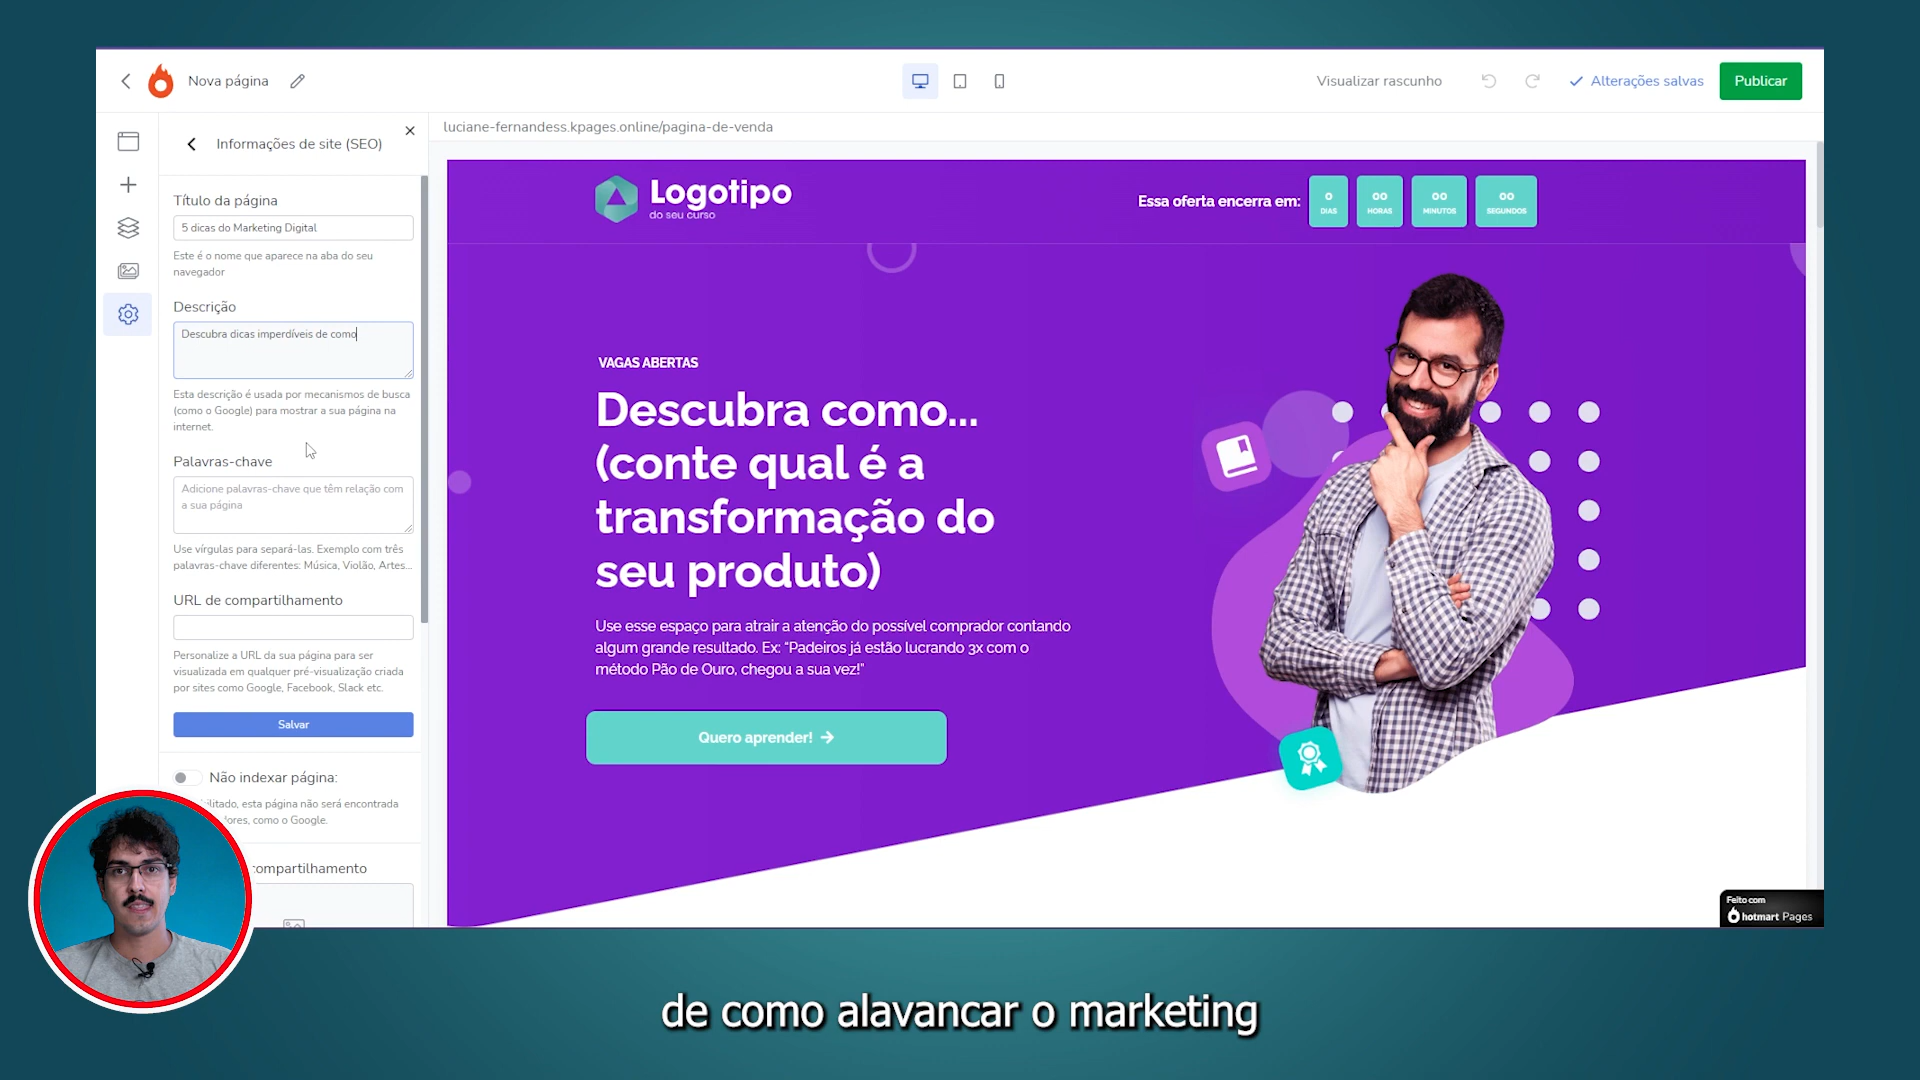 Nova página
Visualizar rascunho
Alterações salvas
Publicar
Informações de site (SEO)
luciane-fernandess.kpages.online/pagina-de-venda
Título da página
5 dicas do Marketing Digital
Este é o nome que aparece na aba do seu
navegador
Descrição
Descubra dicas imperdíveis de como
Esta descrição é usada por mecanismos de busca
(como o Google) para mostrar a sua página na
internet.
Palavras-chave
Adicione palavras-chave que têm relação com
a sua página
Use vírgulas para separá-las. Exemplo com três
palavras-chave diferentes: Música, Violão, Artes...
URL de compartilhamento
Personalize a URL da sua página para ser
visualizada em qualquer pré-visualização criada
por sites como Google, Facebook, Slack etc.
Salvar
Não indexar página:
ilitado, esta página não será encontrada
ores, como o Google.
compartilhamento
Logotipo
do seu curso
Essa oferta encerra em:
0 DIAS
00 HORAS
00 MINUTOS
00 SEGUNDOS
VAGAS ABERTAS
Descubra como...
(conte qual é a
transformação do
seu produto)
Use esse espaço para atrair a atenção do possível comprador contando
algum grande resultado. Ex: “Padeiros já estão lucrando 3x com o
método Pão de Ouro, chegou a sua vez!”
Quero aprender!
Feito com
hotmart Pages
de como alavancar o marketing